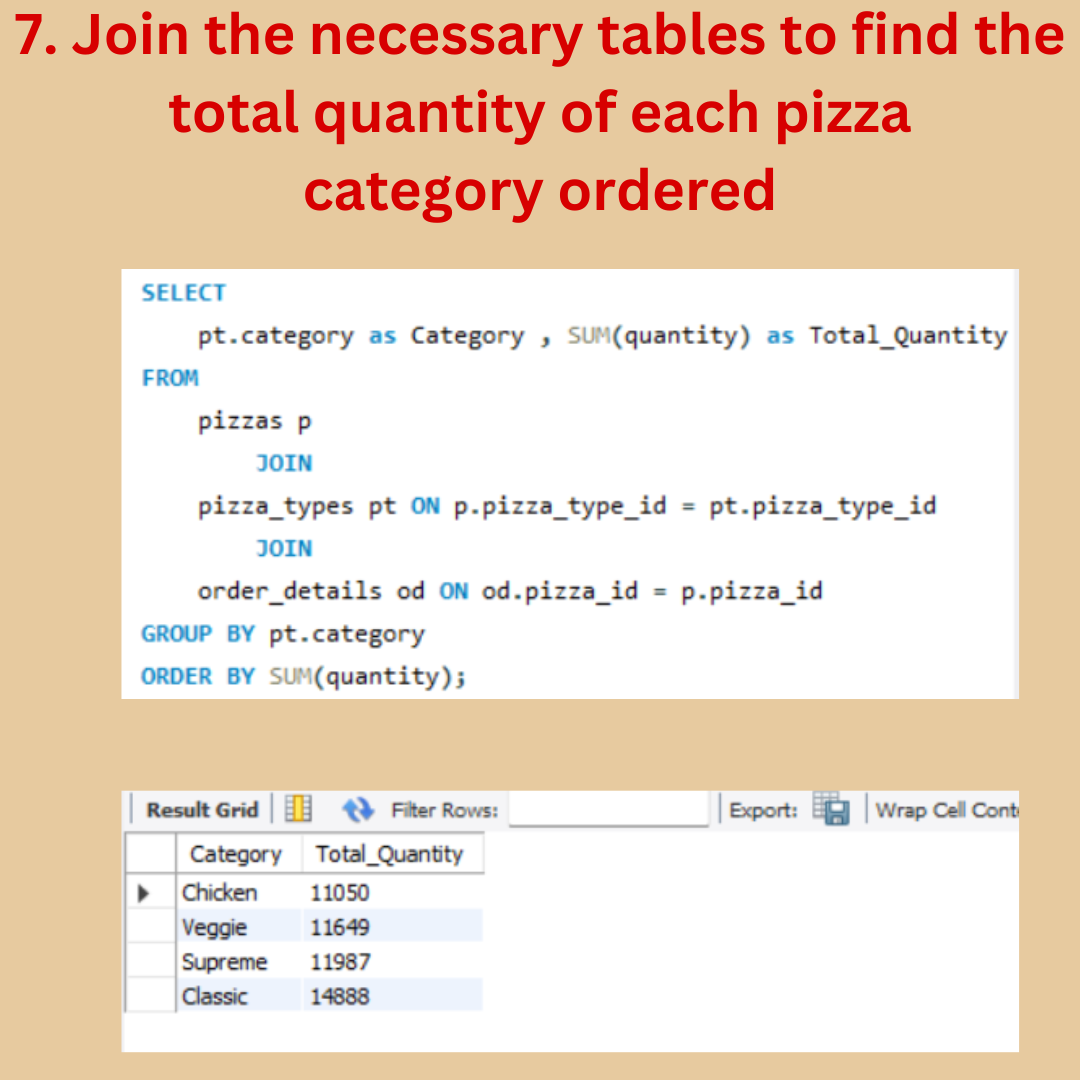 7. Join the necessary tables to find the
total quantity of each pizza
category ordered
SELECT
pt.category as Category , SUM(quantity) as Total_Quantity
FROM
pizzas p
JOIN
pizza_types pt ON p.pizza_type_id = pt.pizza_type_id
JOIN
order_details od ON od.pizza_id = p.pizza_id
GROUP BY pt.category
ORDER BY SUM(quantity);
Result Grid Filter Rows: Export: Wrap Cell Cont
Category Total_Quantity
Chicken 11050
Veggie 11649
Supreme 11987
Classic 14888